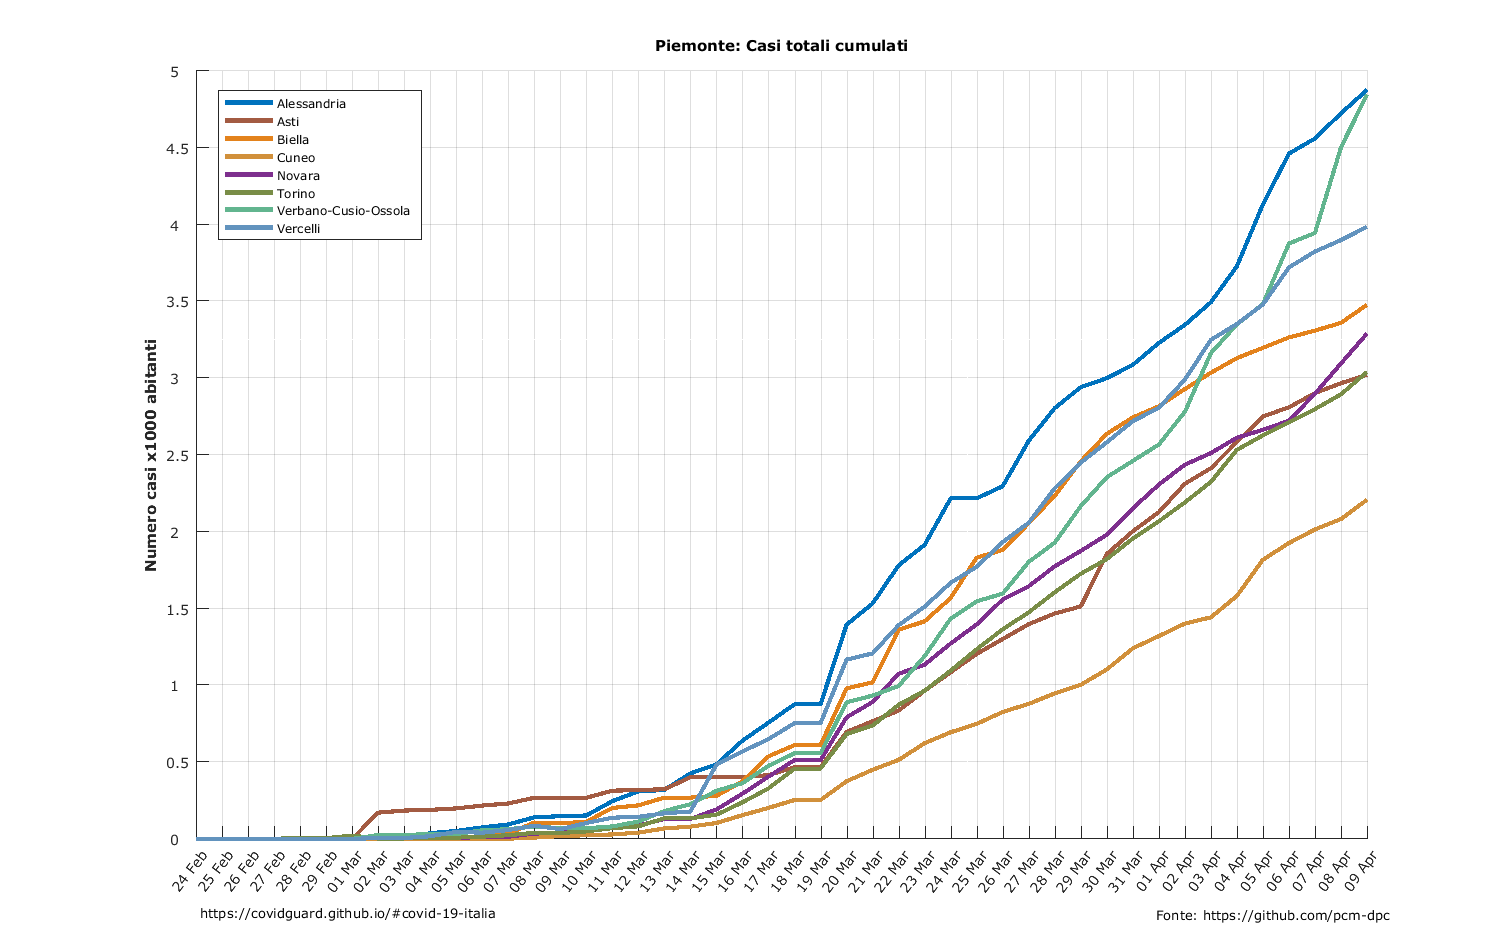 Piemonte: Casi totali cumulati
Numero casi x1000 abitanti
5
4.5
4
3.5
3
2.5
2
1.5
1
0.5
0
Alessandria
Asti
Biella
Cuneo
Novara
Torino
Verbano-Cusio-Ossola
Vercelli
24 Feb
25 Feb
26 Feb
27 Feb
28 Feb
29 Feb
01 Mar
02 Mar
03 Mar
04 Mar
05 Mar
06 Mar
07 Mar
08 Mar
09 Mar
10 Mar
11 Mar
12 Mar
13 Mar
14 Mar
15 Mar
16 Mar
17 Mar
18 Mar
19 Mar
20 Mar
21 Mar
22 Mar
23 Mar
24 Mar
25 Mar
26 Mar
27 Mar
28 Mar
29 Mar
30 Mar
31 Mar
01 Apr
02 Apr
03 Apr
04 Apr
05 Apr
06 Apr
07 Apr
08 Apr
09 Apr
https://covidguard.github.io/#covid-19-italia
Fonte: https://github.com/pcm-dpc